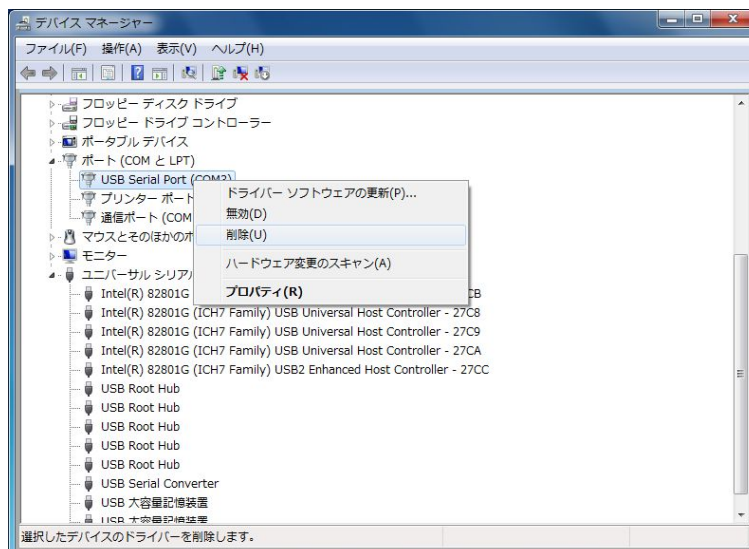 デバイス マネージャー
ファイル(F) 操作(A) 表示(V) ヘルプ(H)
フロッピー ディスク ドライブ
フロッピー ドライブ コントローラー
ポータブル デバイス
ポート (COM と LPT)
USB Serial Port (COM3)
プリンター ポート
通信ポート (COM
マウスとそのほかのポ
モニター
ユニバーサル シリアル
ドライバー ソフトウェアの更新(P)...
無効(D)
削除(U)
ハードウェア変更のスキャン(A)
プロパティ(R)
Intel(R) 82801G CB
Intel(R) 82801G (ICH7 Family) USB Universal Host Controller - 27C8
Intel(R) 82801G (ICH7 Family) USB Universal Host Controller - 27C9
Intel(R) 82801G (ICH7 Family) USB Universal Host Controller - 27CA
Intel(R) 82801G (ICH7 Family) USB2 Enhanced Host Controller - 27CC
USB Root Hub
USB Root Hub
USB Root Hub
USB Root Hub
USB Root Hub
USB Serial Converter
USB 大容量記憶装置
USB 大容量記憶装置
選択したデバイスのドライバーを削除します。